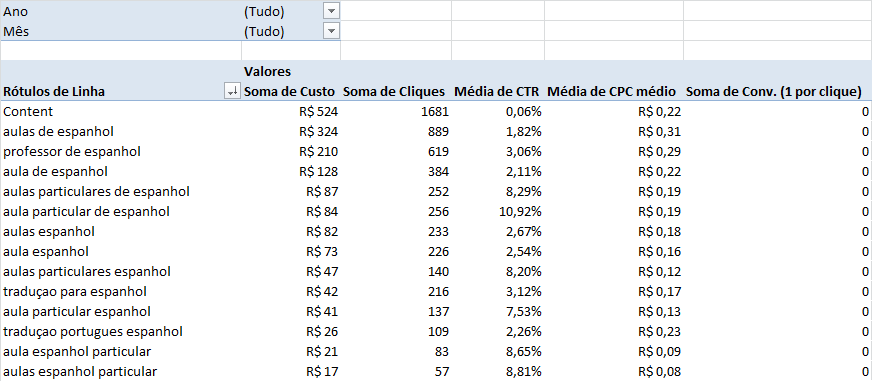 Ano (Tudo)
Mês (Tudo)
Valores
Rótulos de Linha Soma de Custo Soma de Cliques Média de CTR Média de CPC médio Soma de Conv. (1 por clique)
Content R$ 524 1681 0,06% R$ 0,22 0
aulas de espanhol R$ 324 889 1,82% R$ 0,31 0
professor de espanhol R$ 210 619 3,06% R$ 0,29 0
aula de espanhol R$ 128 384 2,11% R$ 0,22 0
aulas particulares de espanhol R$ 87 252 8,29% R$ 0,19 0
aula particular de espanhol R$ 84 256 10,92% R$ 0,19 0
aulas espanhol R$ 82 233 2,67% R$ 0,18 0
aula espanhol R$ 73 226 2,54% R$ 0,16 0
aulas particulares espanhol R$ 47 140 8,20% R$ 0,12 0
traduçao para espanhol R$ 42 216 3,12% R$ 0,17 0
aula particular espanhol R$ 41 137 7,53% R$ 0,13 0
traduçao portugues espanhol R$ 26 109 2,26% R$ 0,23 0
aula espanhol particular R$ 21 83 8,65% R$ 0,09 0
aulas espanhol particular R$ 17 57 8,81% R$ 0,08 0